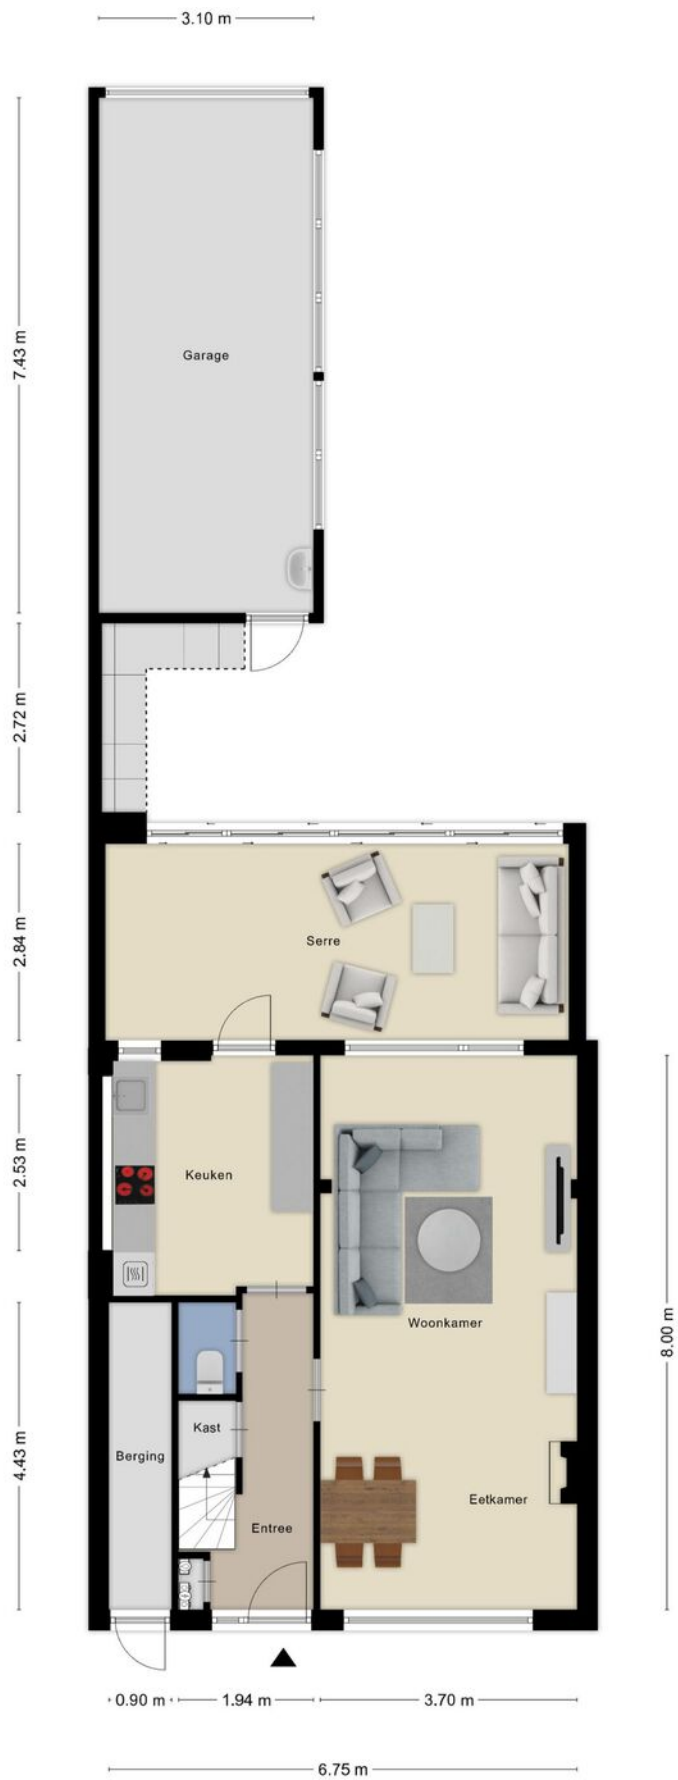 3.10 m
7.43 m
Garage
2.72 m
2.84 m
Serre
2.53 m
Keuken
Woonkamer
8.00 m
Kast
4.43 m
Berging
Eetkamer
Entree
0.90 m
1.94 m
3.70 m
6.75 m